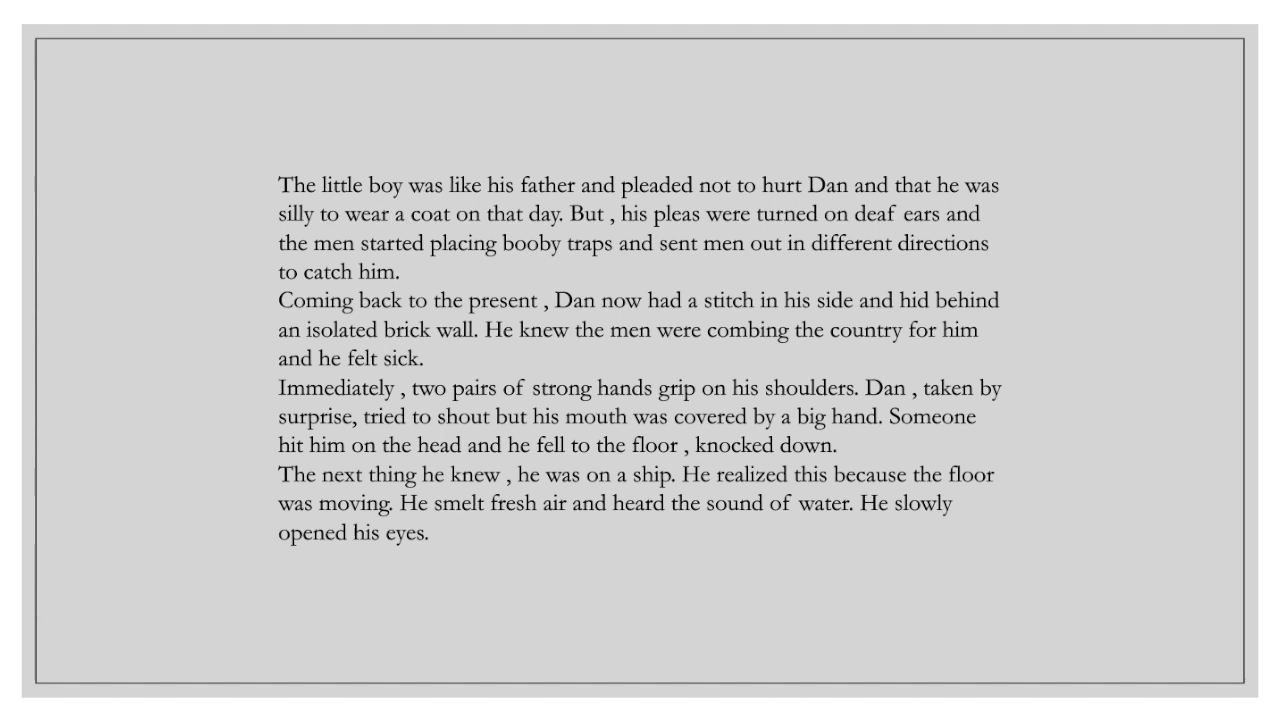 The little boy was like his father and pleaded not to hurt Dan and that he was
silly to wear a coat on that day. But , his pleas were turned on deaf ears and
the men started placing booby traps and sent men out in different directions
to catch him.
Coming back to the present , Dan now had a stitch in his side and hid behind
an isolated brick wall. He knew the men were combing the country for him
and he felt sick.
Immediately , two pairs of strong hands grip on his shoulders. Dan , taken by
surprise, tried to shout but his mouth was covered by a big hand. Someone
hit him on the head and he fell to the floor , knocked down.
The next thing he knew , he was on a ship. He realized this because the floor
was moving. He smelt fresh air and heard the sound of water. He slowly
opened his eyes.